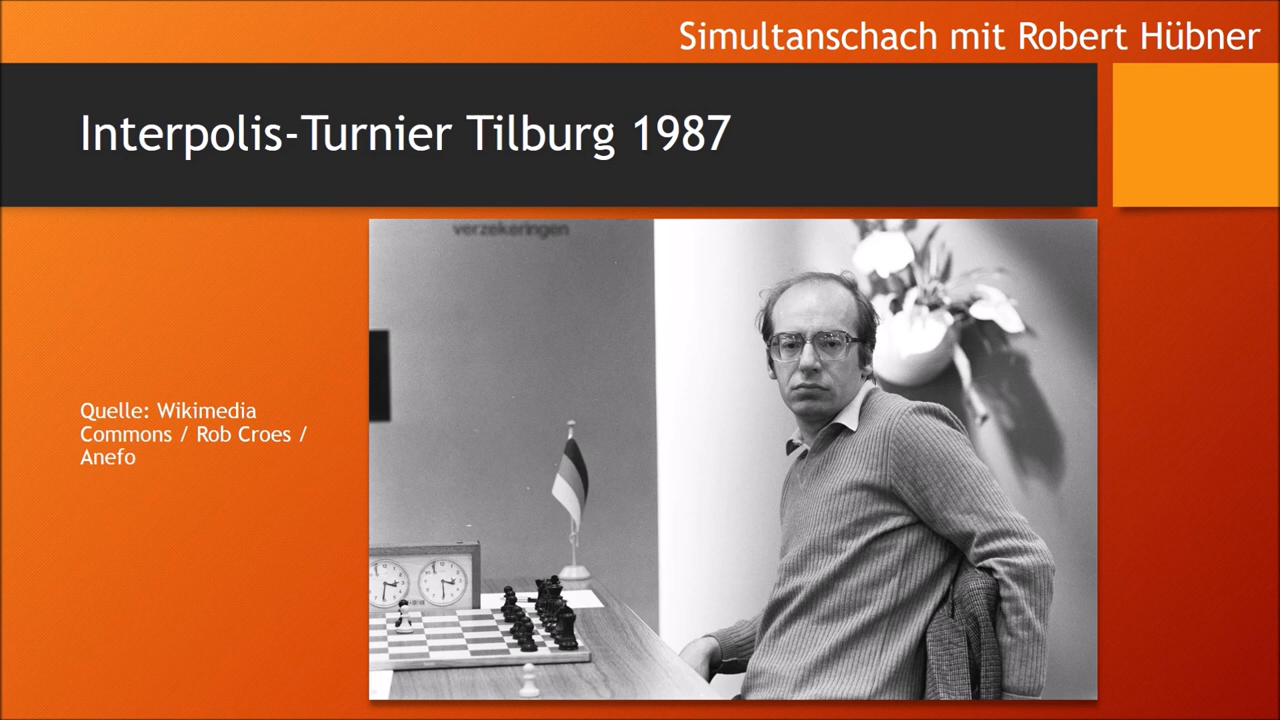 Simultanschach mit Robert Hübner
Interpolis-Turnier Tilburg 1987
verzekeringen
Quelle: Wikimedia
Commons / Rob Croes /
Anefo